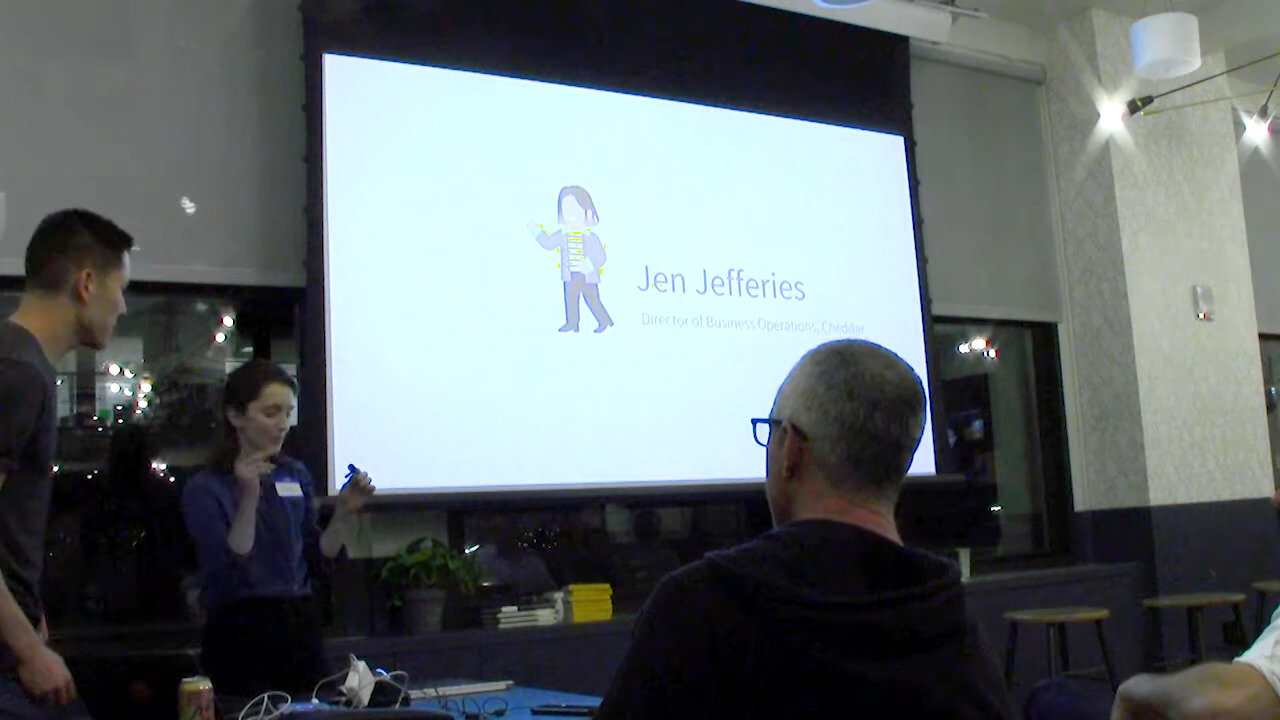 Jen Jefferies
Director of Business Operations, Cheddar